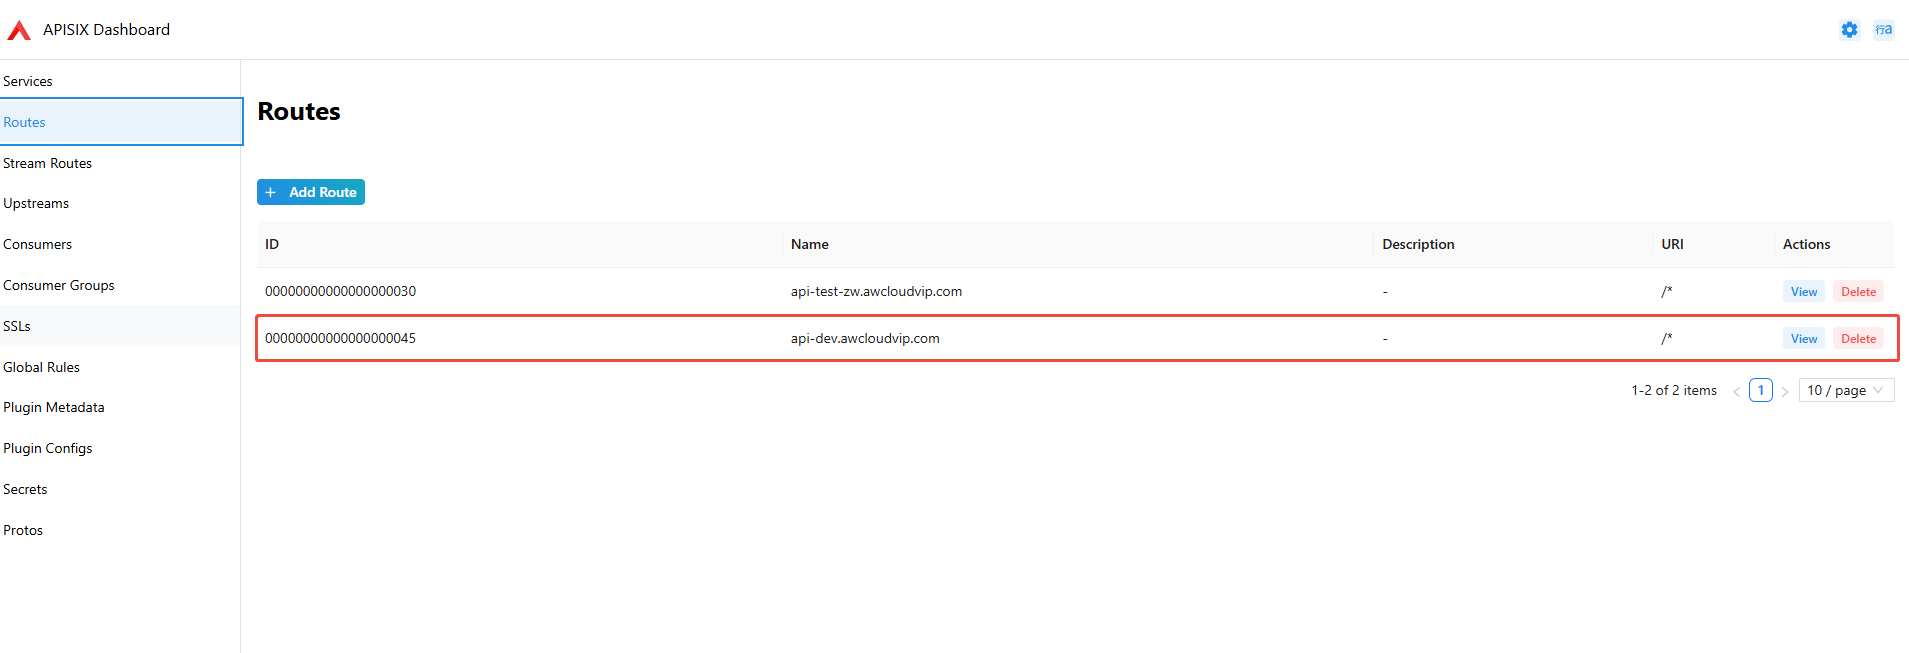 APISIX Dashboard
行a
Services
Routes
Stream Routes
Upstreams
Consumers
Consumer Groups
SSLs
Global Rules
Plugin Metadata
Plugin Configs
Secrets
Protos
Routes
+ Add Route
ID Name Description URI Actions
00000000000000000030 api-test-zw.awcloudvip.com - /* View Delete
00000000000000000045 api-dev.awcloudvip.com - /* View Delete
1-2 of 2 items < 1 > 10 / page